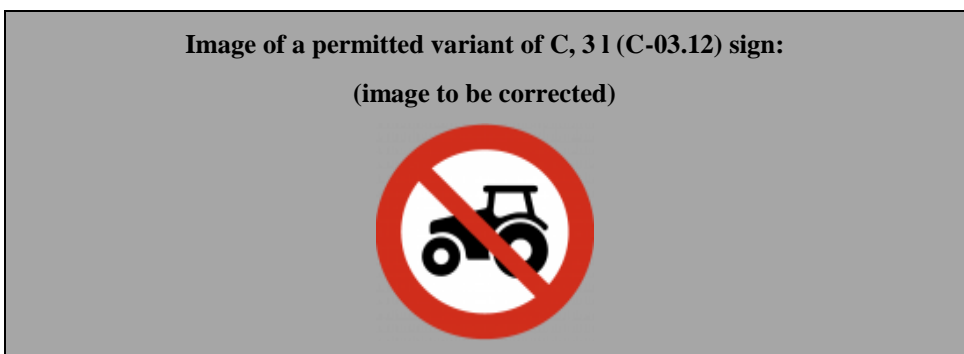 Image of a permitted variant of C, 3 l (C-03.12) sign:
(image to be corrected)